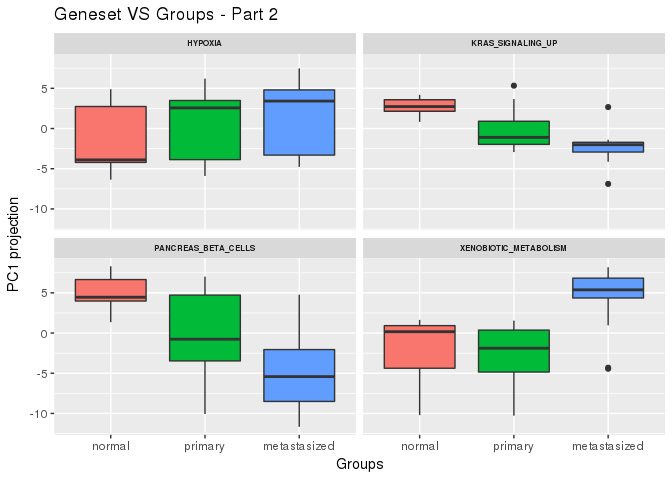 Geneset VS Groups - Part 2
HYPOXIA
KRAS_SIGNALING_UP
5
0
-5
-10
PANCREAS_BETA_CELLS
XENOBIOTIC_METABOLISM
5
0
-5
-10
PC1 projection
normal primary metastasized
normal primary metastasized
Groups